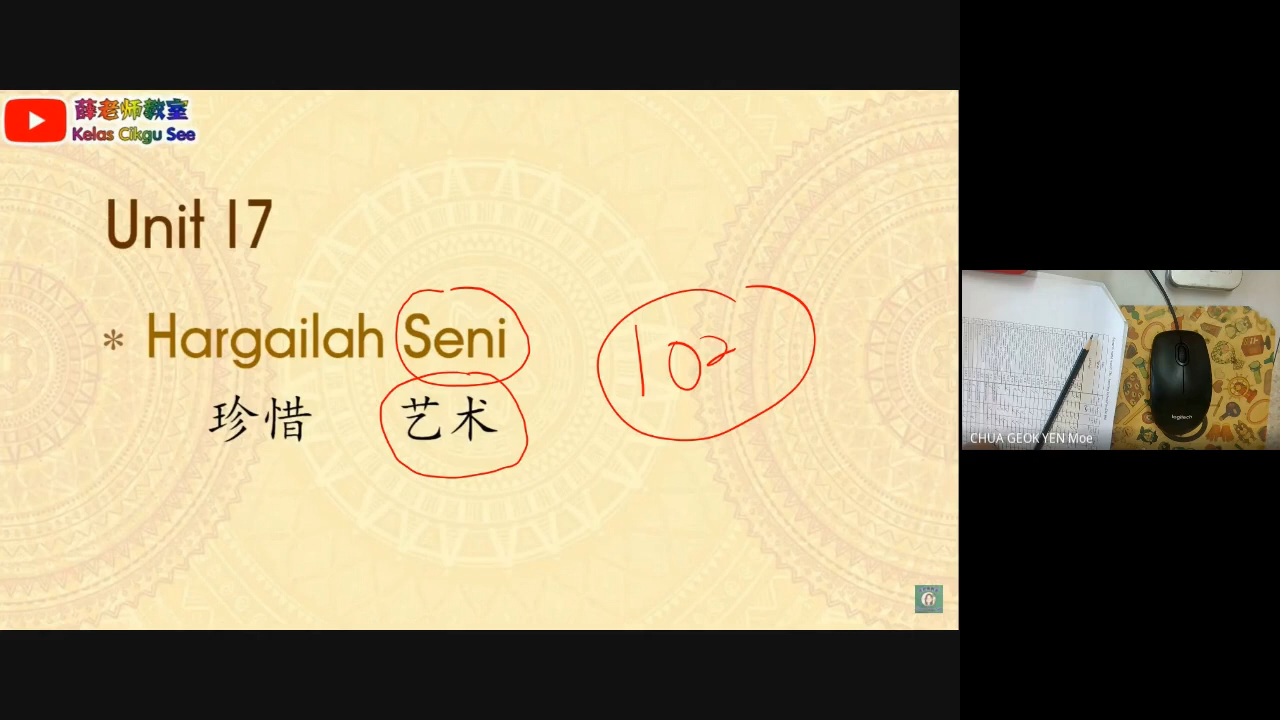 薛老师教室
Kelas Cikgu See
Unit 17
* Hargailah Seni
珍惜 艺术
102
CHUA GEOK YEN Moe
logitech